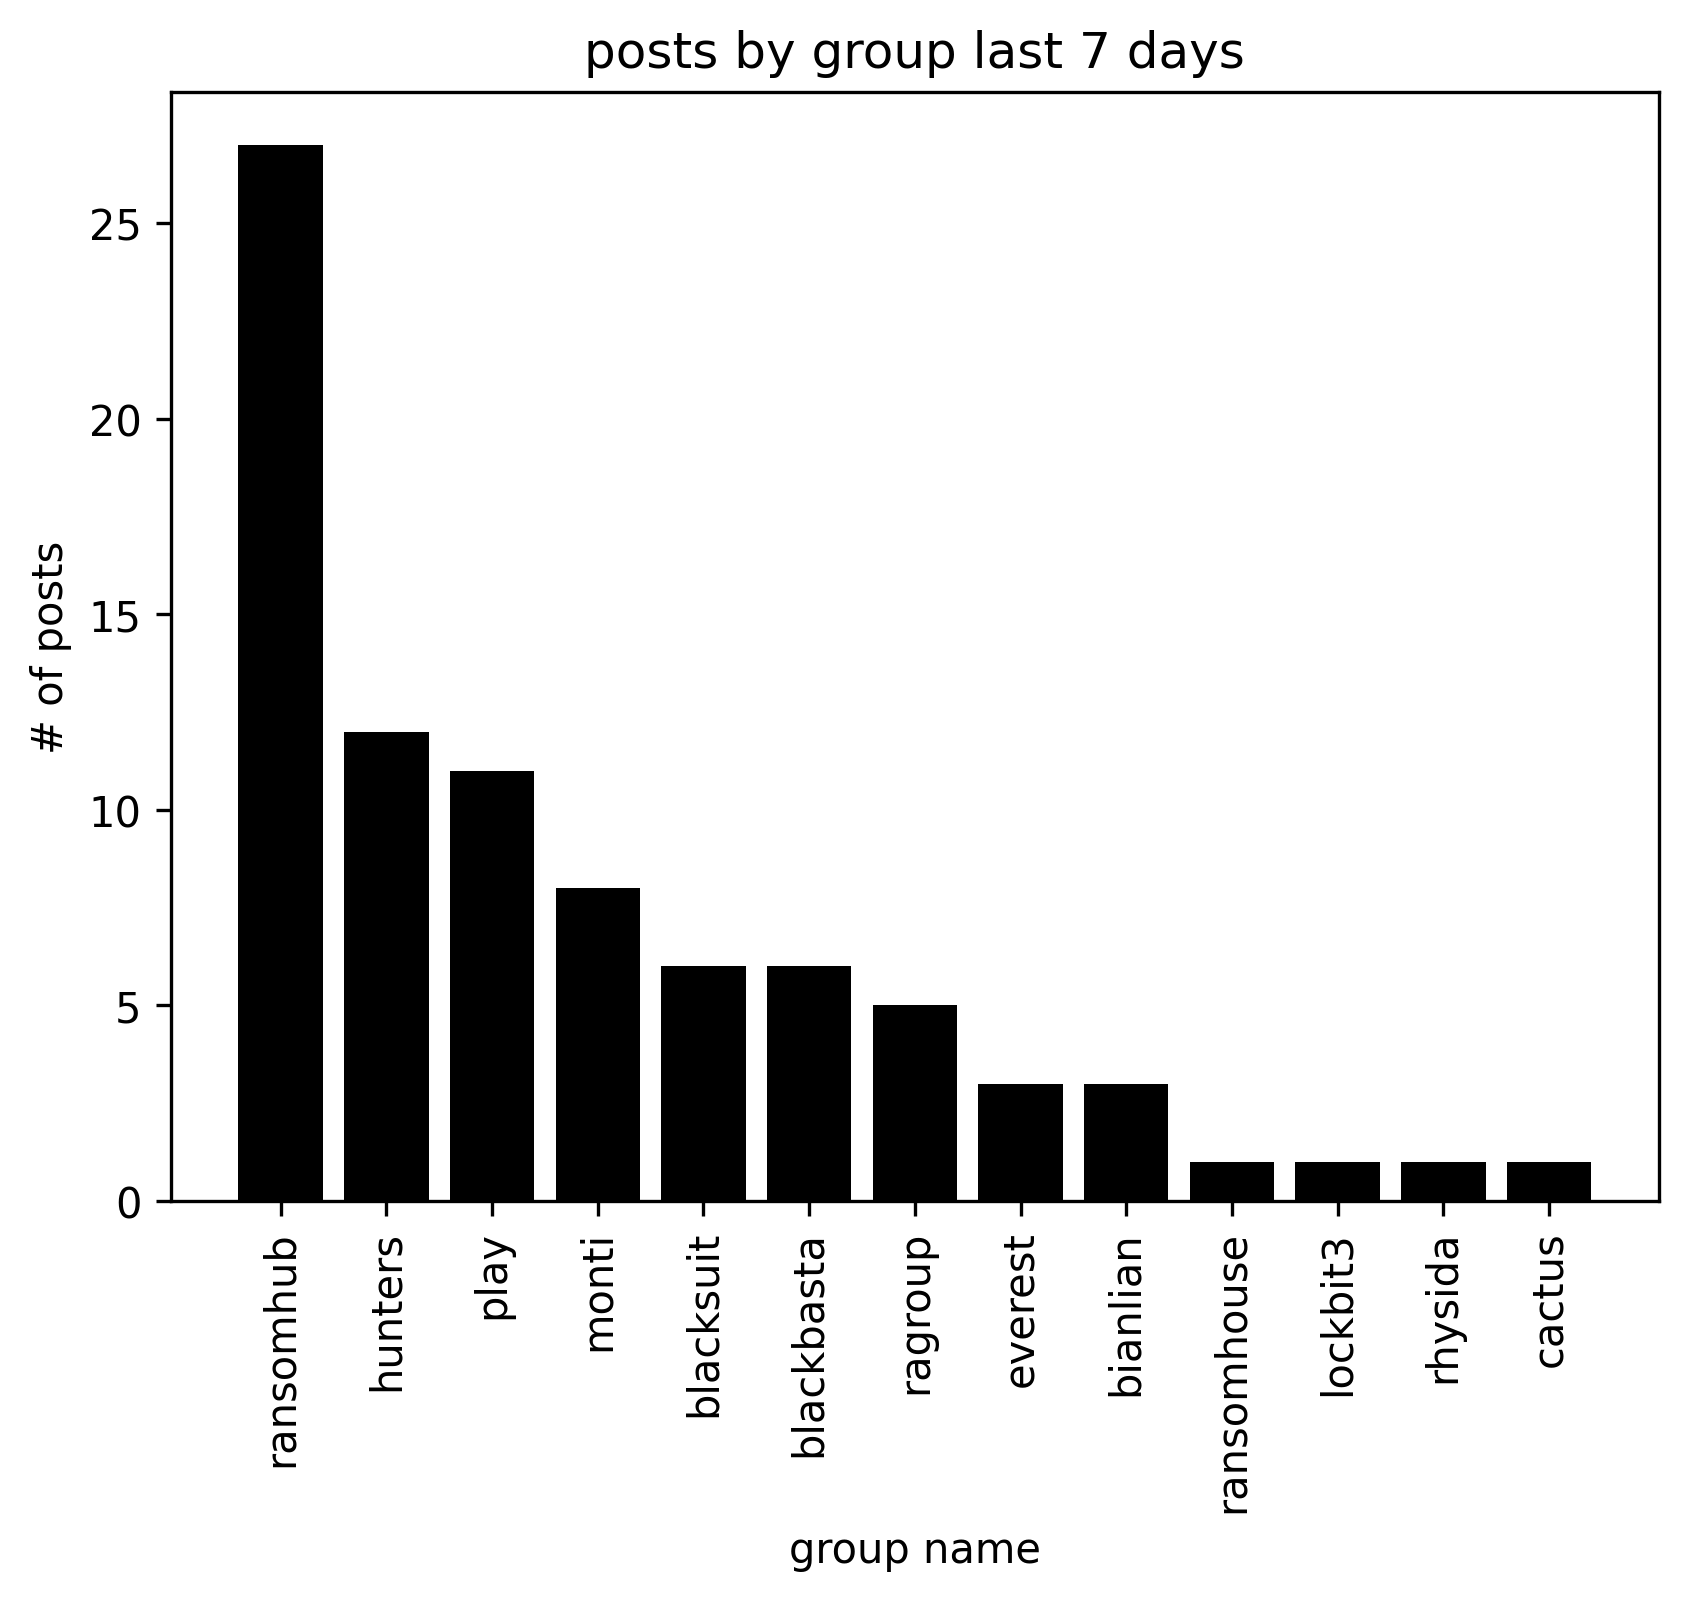 posts by group last 7 days
# of posts
25
20
15
10
5
0
ransomhub
hunters
play
monti
blacksuit
blackbasta
ragroup
everest
bianlian
ransomhouse
lockbit3
rhysida
cactus
group name